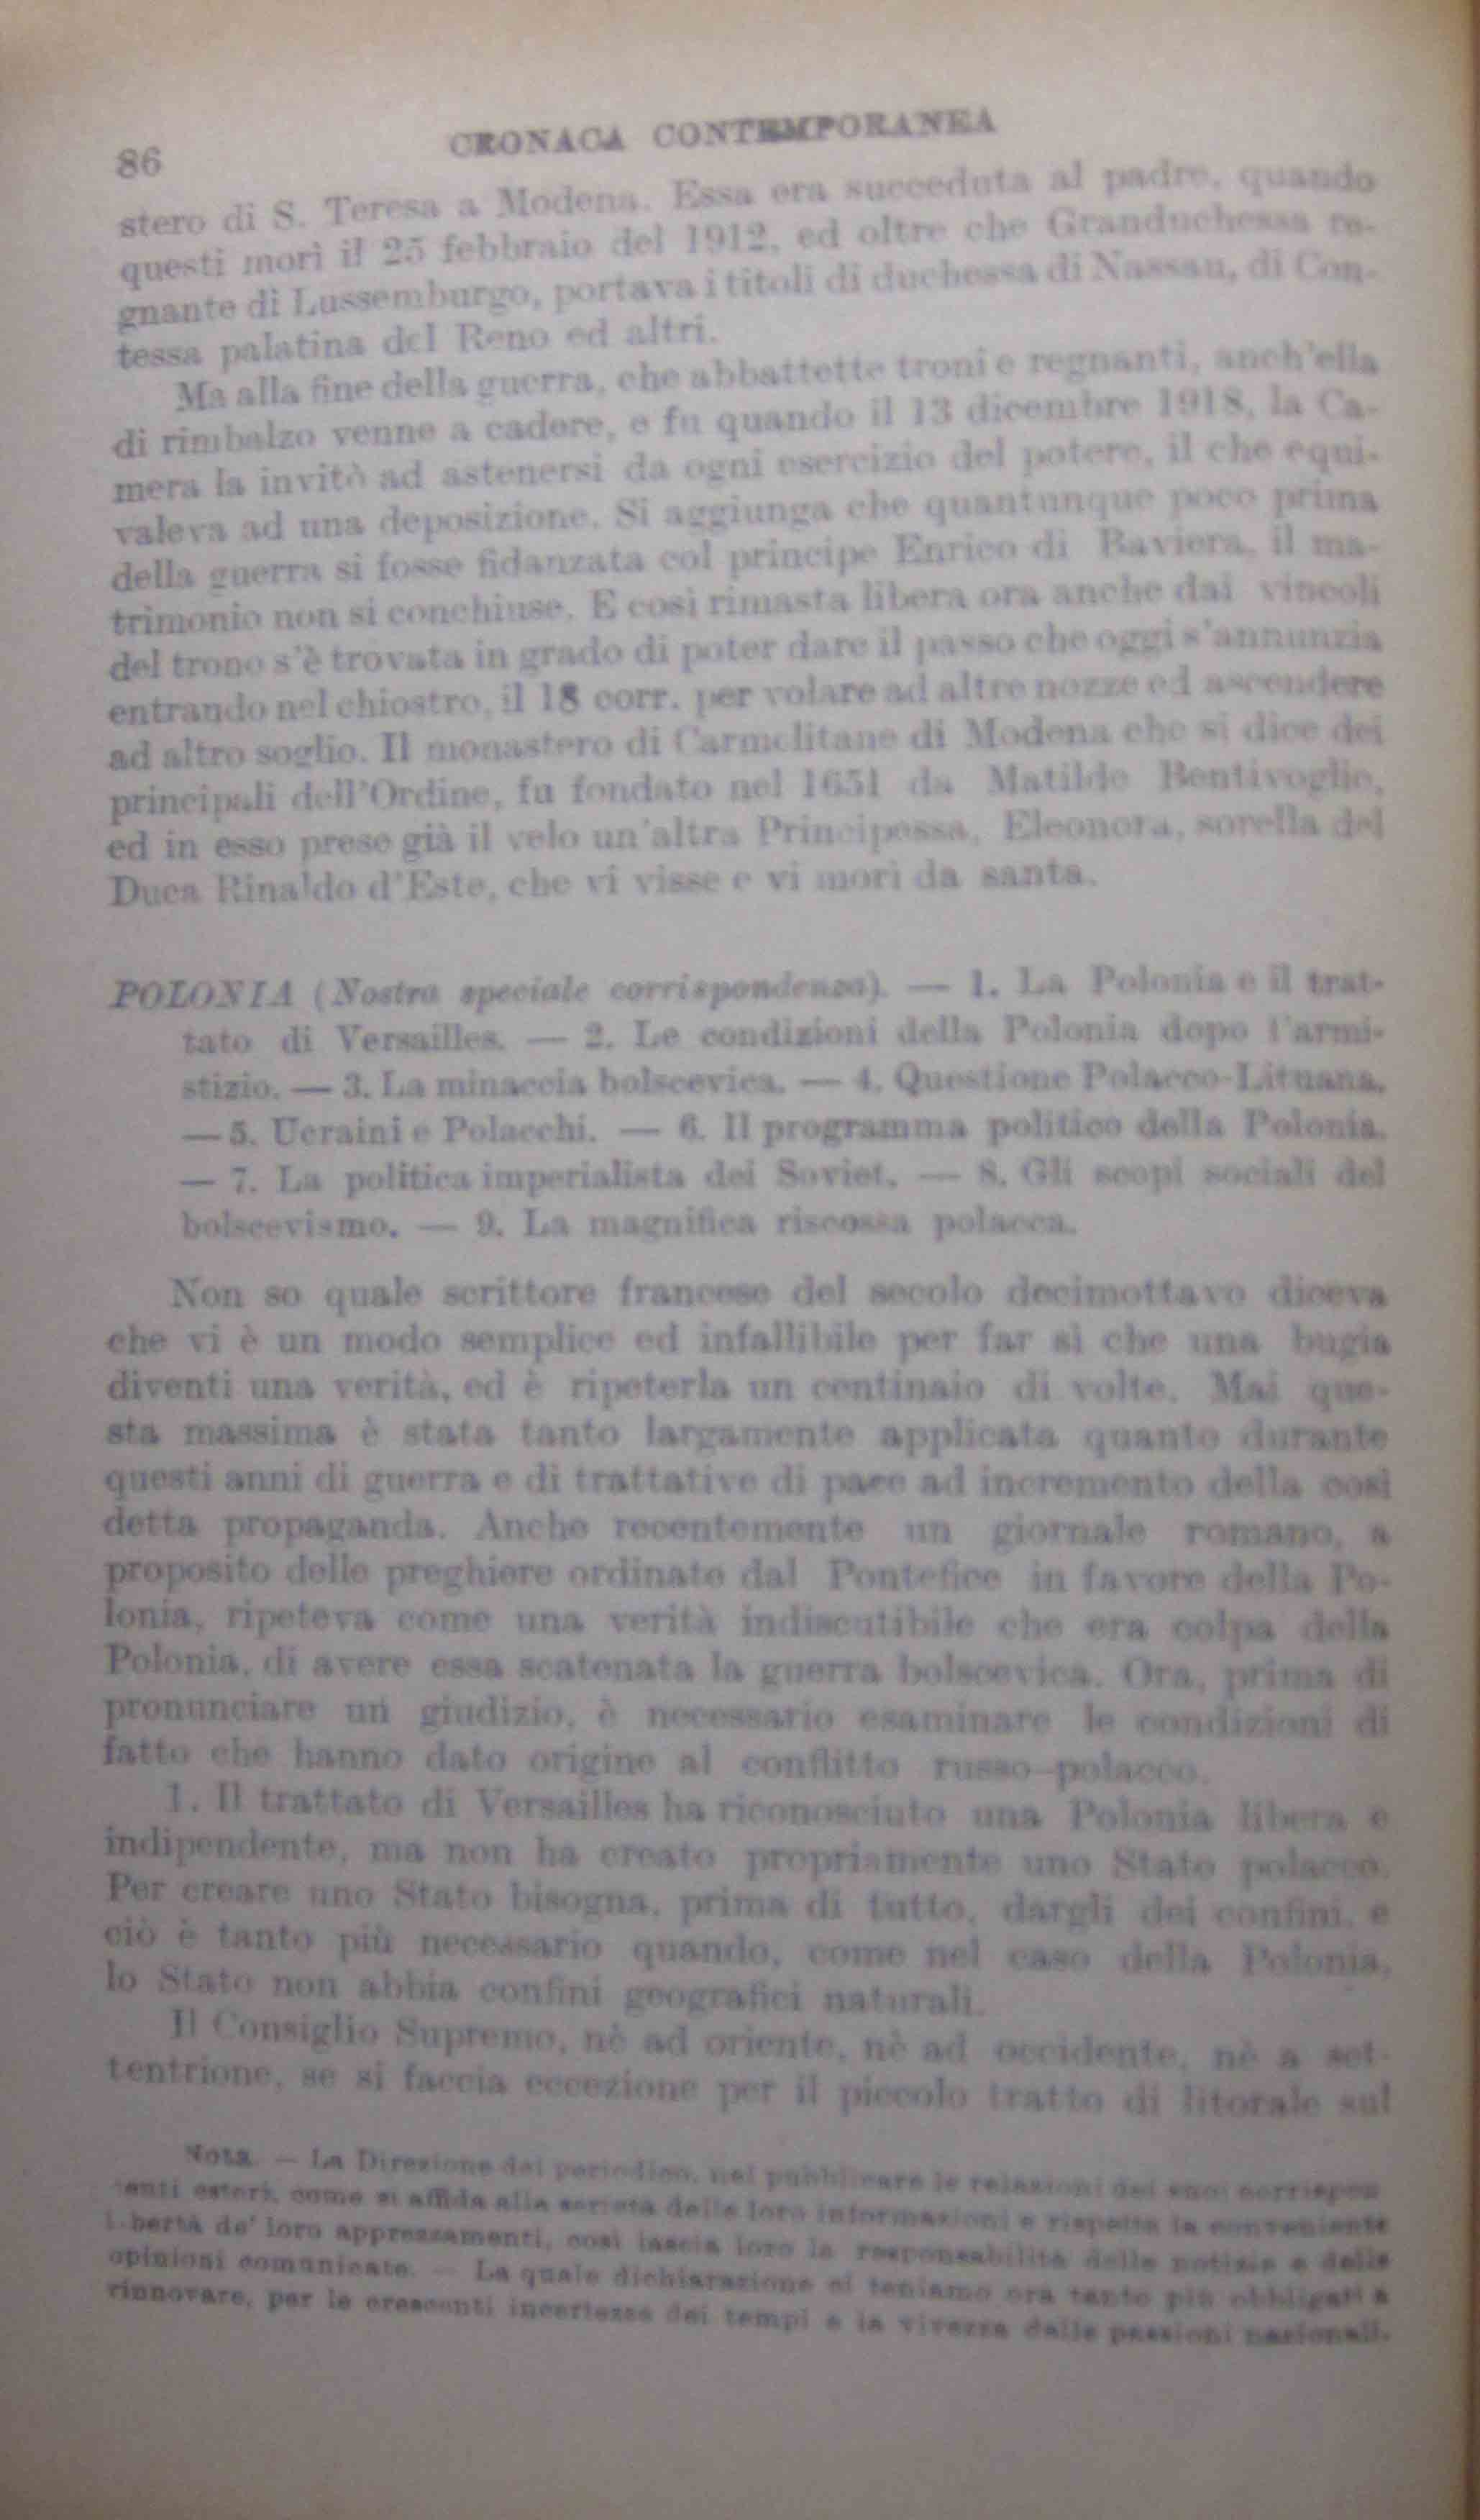 86
CRONACA CONTEMPORANEA
stero di S. Teresa a Modena. Essa era succeduta al padre, quando
questi morì il 25 febbraio del 1912, ed oltre che Granduchessa re-
gnante di Lussemburgo, portava i titoli di duchessa di Nassau, di Con-
tessa palatina del Reno ed altri.
Ma alla fine della guerra, che abbattette troni e regnanti, anch'ella
di rimbalzo venne a cadere, e fu quando il 13 dicembre 1918, la Ca-
mera la invitò ad astenersi da ogni esercizio del potere, il che equi-
valeva ad una deposizione. Si aggiunga che quantunque poco prima
della guerra si fosse fidanzata col principe Enrico di Baviera, il ma-
trimonio non si conchiuse. E così rimasta libera ora anche dai vincoli
del trono s'è trovata in grado di poter dare il passo che oggi s'annunzia
entrando nel chiostro, il 18 corr. per volare ad altre nozze ed ascendere
ad altro soglio. Il monastero di Carmelitane di Modena che si dice dei
principali dell'Ordine, fu fondato nel 1651 da Matilde Bentivoglio,
ed in esso prese già il velo un'altra Principessa, Eleonora, sorella del
Duca Rinaldo d'Este, che vi visse e vi morì da santa.
POLONIA (Nostra speciale corrispondenza). — 1. La Polonia e il trat-
tato di Versailles. — 2. Le condizioni della Polonia dopo l'armi-
stizio. — 3. La minaccia bolscevica. — 4. Questione Polacco-Lituana.
— 5. Ucraini e Polacchi. — 6. Il programma politico della Polonia.
— 7. La politica imperialista dei Soviet. — 8. Gli scopi sociali del
bolscevismo. — 9. La magnifica riscossa polacca.
Non so quale scrittore francese del secolo decimottavo diceva
che vi è un modo semplice ed infallibile per far sì che una bugia
diventi una verità, ed è ripeterla un centinaio di volte. Mai que-
sta massima è stata tanto largamente applicata quanto durante
questi anni di guerra e di trattative di pace ad incremento della così
detta propaganda. Anche recentemente un giornale romano, a
proposito delle preghiere ordinate dal Pontefice in favore della Po-
lonia, ripeteva come una verità indiscutibile che era colpa della
Polonia, di avere essa scatenata la guerra bolscevica. Ora, prima di
pronunciare un giudizio, è necessario esaminare le condizioni di
fatto che hanno dato origine al conflitto russo-polacco.
1. Il trattato di Versailles ha riconosciuto una Polonia libera e
indipendente, ma non ha creato propriamente uno Stato polacco.
Per creare uno Stato bisogna, prima di tutto, dargli dei confini, e
ciò è tanto più necessario quando, come nel caso della Polonia,
lo Stato non abbia confini geografici naturali.
Il Consiglio Supremo, nè ad oriente, nè ad occidente, nè a set-
tentrione, se si faccia eccezione per il piccolo tratto di litorale sul
Nota. — La Direzione del periodico, nel pubblicare le relazioni dei suoi corrispon
denti esteri, come si affida alla serietà delle loro informazioni e rispetta la conveniente
libertà de' loro apprezzamenti, così lascia loro la responsabilità delle notizie e delle
opinioni comunicate. — La quale dichiarazione ci teniamo ora tanto più obbligati a
rinnovare, per le crescenti incertezze dei tempi e la vivezza delle passioni nazionali.